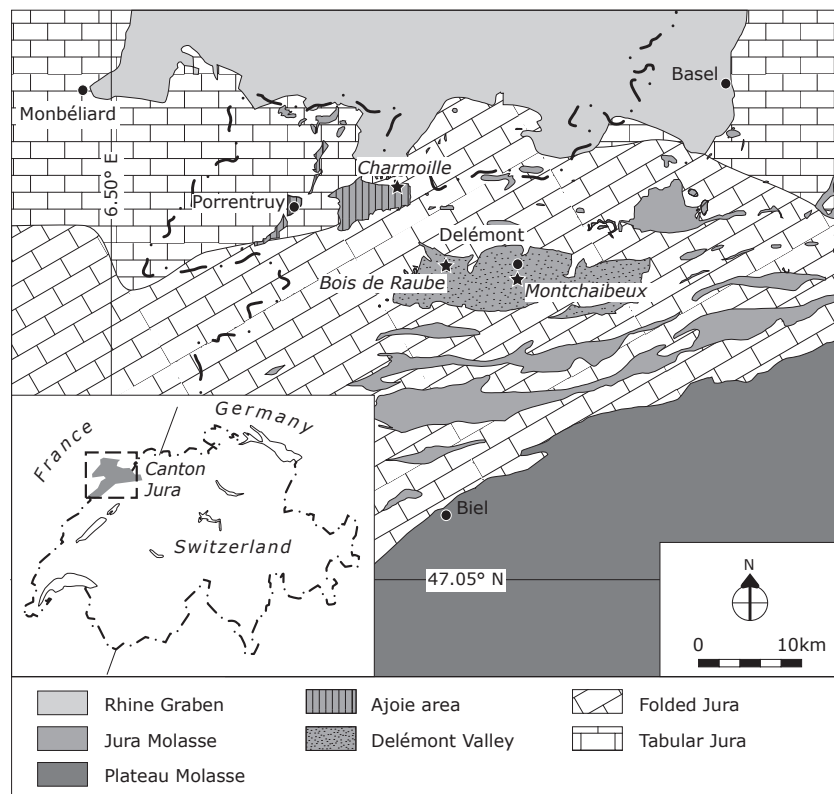 Basel
Monbéliard
6.50° E
Charmoille
Porrentruy
Delémont
Bois de Raube
Montchaibeux
Germany
France
Canton
Jura
Switzerland
Biel
47.05° N
N
0 10km
Rhine Graben
Ajoie area
Folded Jura
Jura Molasse
Delémont Valley
Tabular Jura
Plateau Molasse